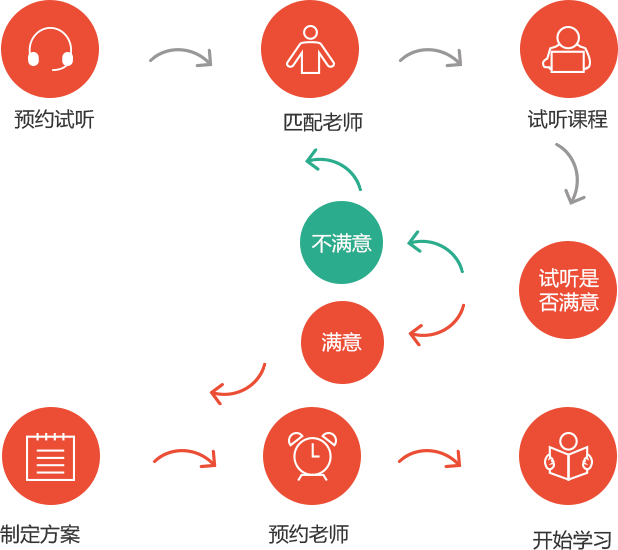 预约试听
匹配老师
试听课程
不满意
试听是
否满意
满意
制定方案
预约老师
开始学习